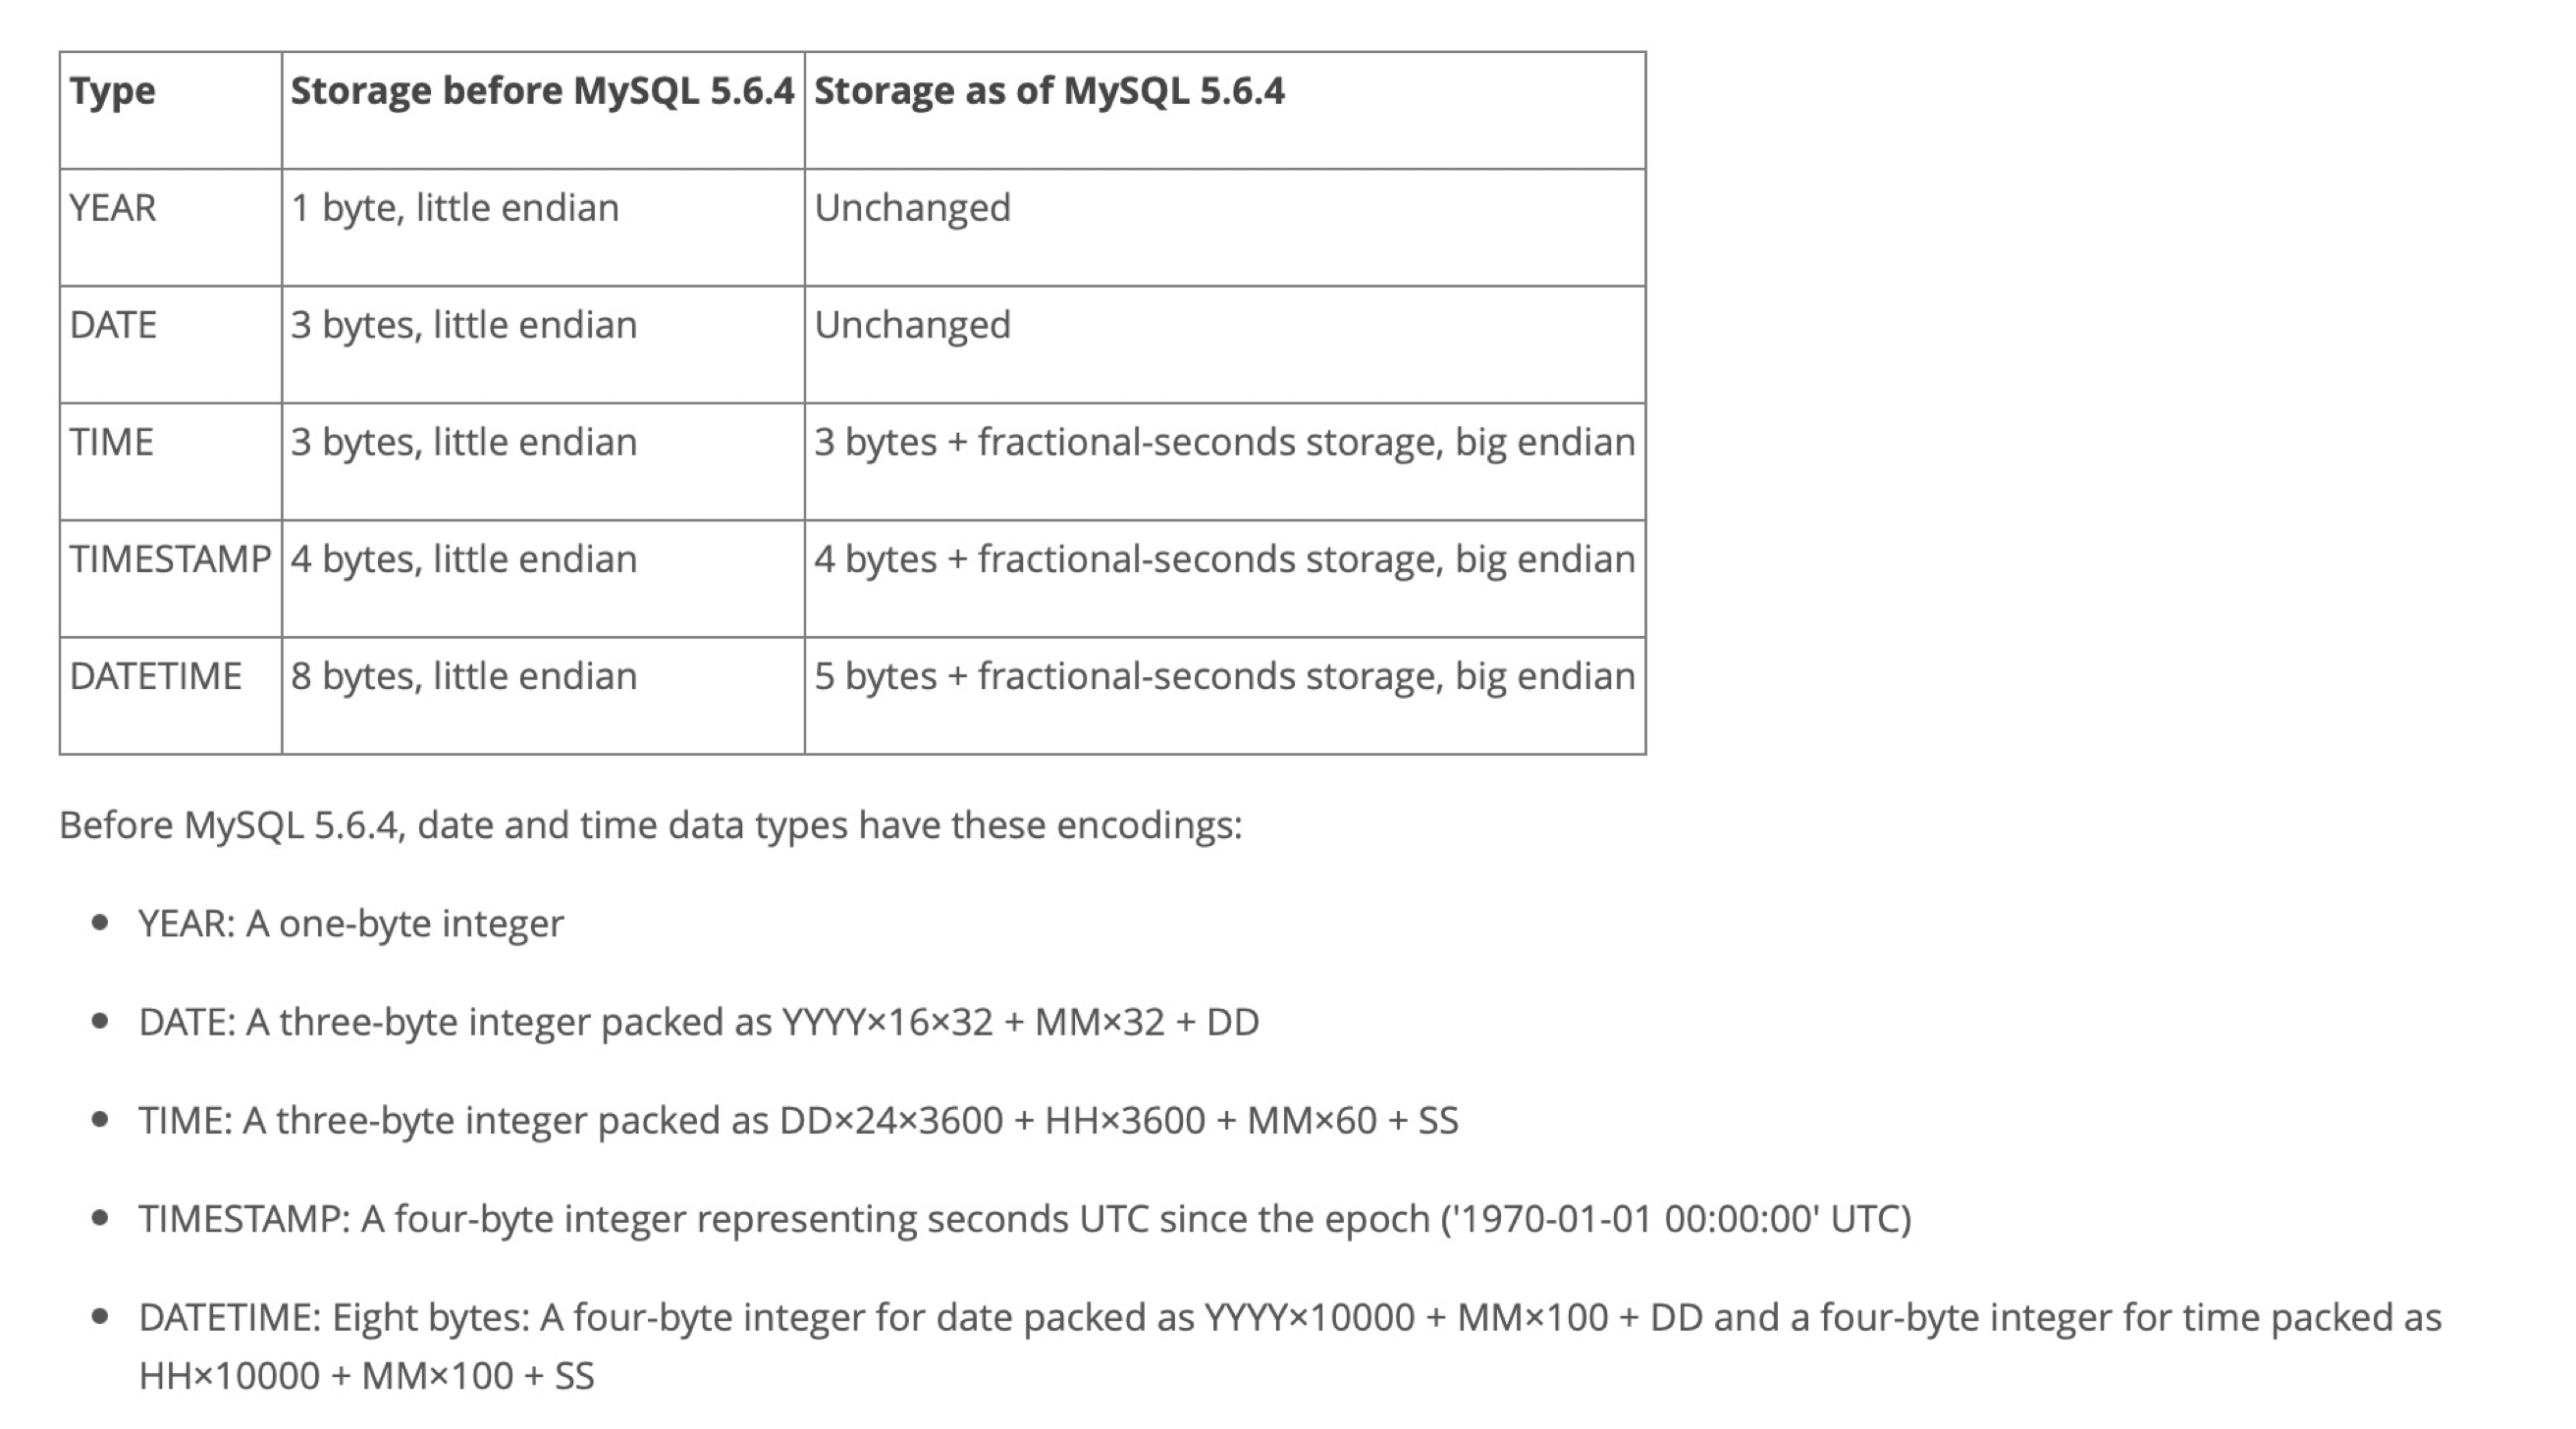 Type Storage before MySQL 5.6.4 Storage as of MySQL 5.6.4
YEAR 1 byte, little endian Unchanged
DATE 3 bytes, little endian Unchanged
TIME 3 bytes, little endian 3 bytes + fractional-seconds storage, big endian
TIMESTAMP 4 bytes, little endian 4 bytes + fractional-seconds storage, big endian
DATETIME 8 bytes, little endian 5 bytes + fractional-seconds storage, big endian
Before MySQL 5.6.4, date and time data types have these encodings:
• YEAR: A one-byte integer
• DATE: A three-byte integer packed as YYYY×16×32 + MM×32 + DD
• TIME: A three-byte integer packed as DD×24×3600 + HH×3600 + MM×60 + SS
• TIMESTAMP: A four-byte integer representing seconds UTC since the epoch ('1970-01-01 00:00:00' UTC)
• DATETIME: Eight bytes: A four-byte integer for date packed as YYYY×10000 + MM×100 + DD and a four-byte integer for time packed as
HH×10000 + MM×100 + SS